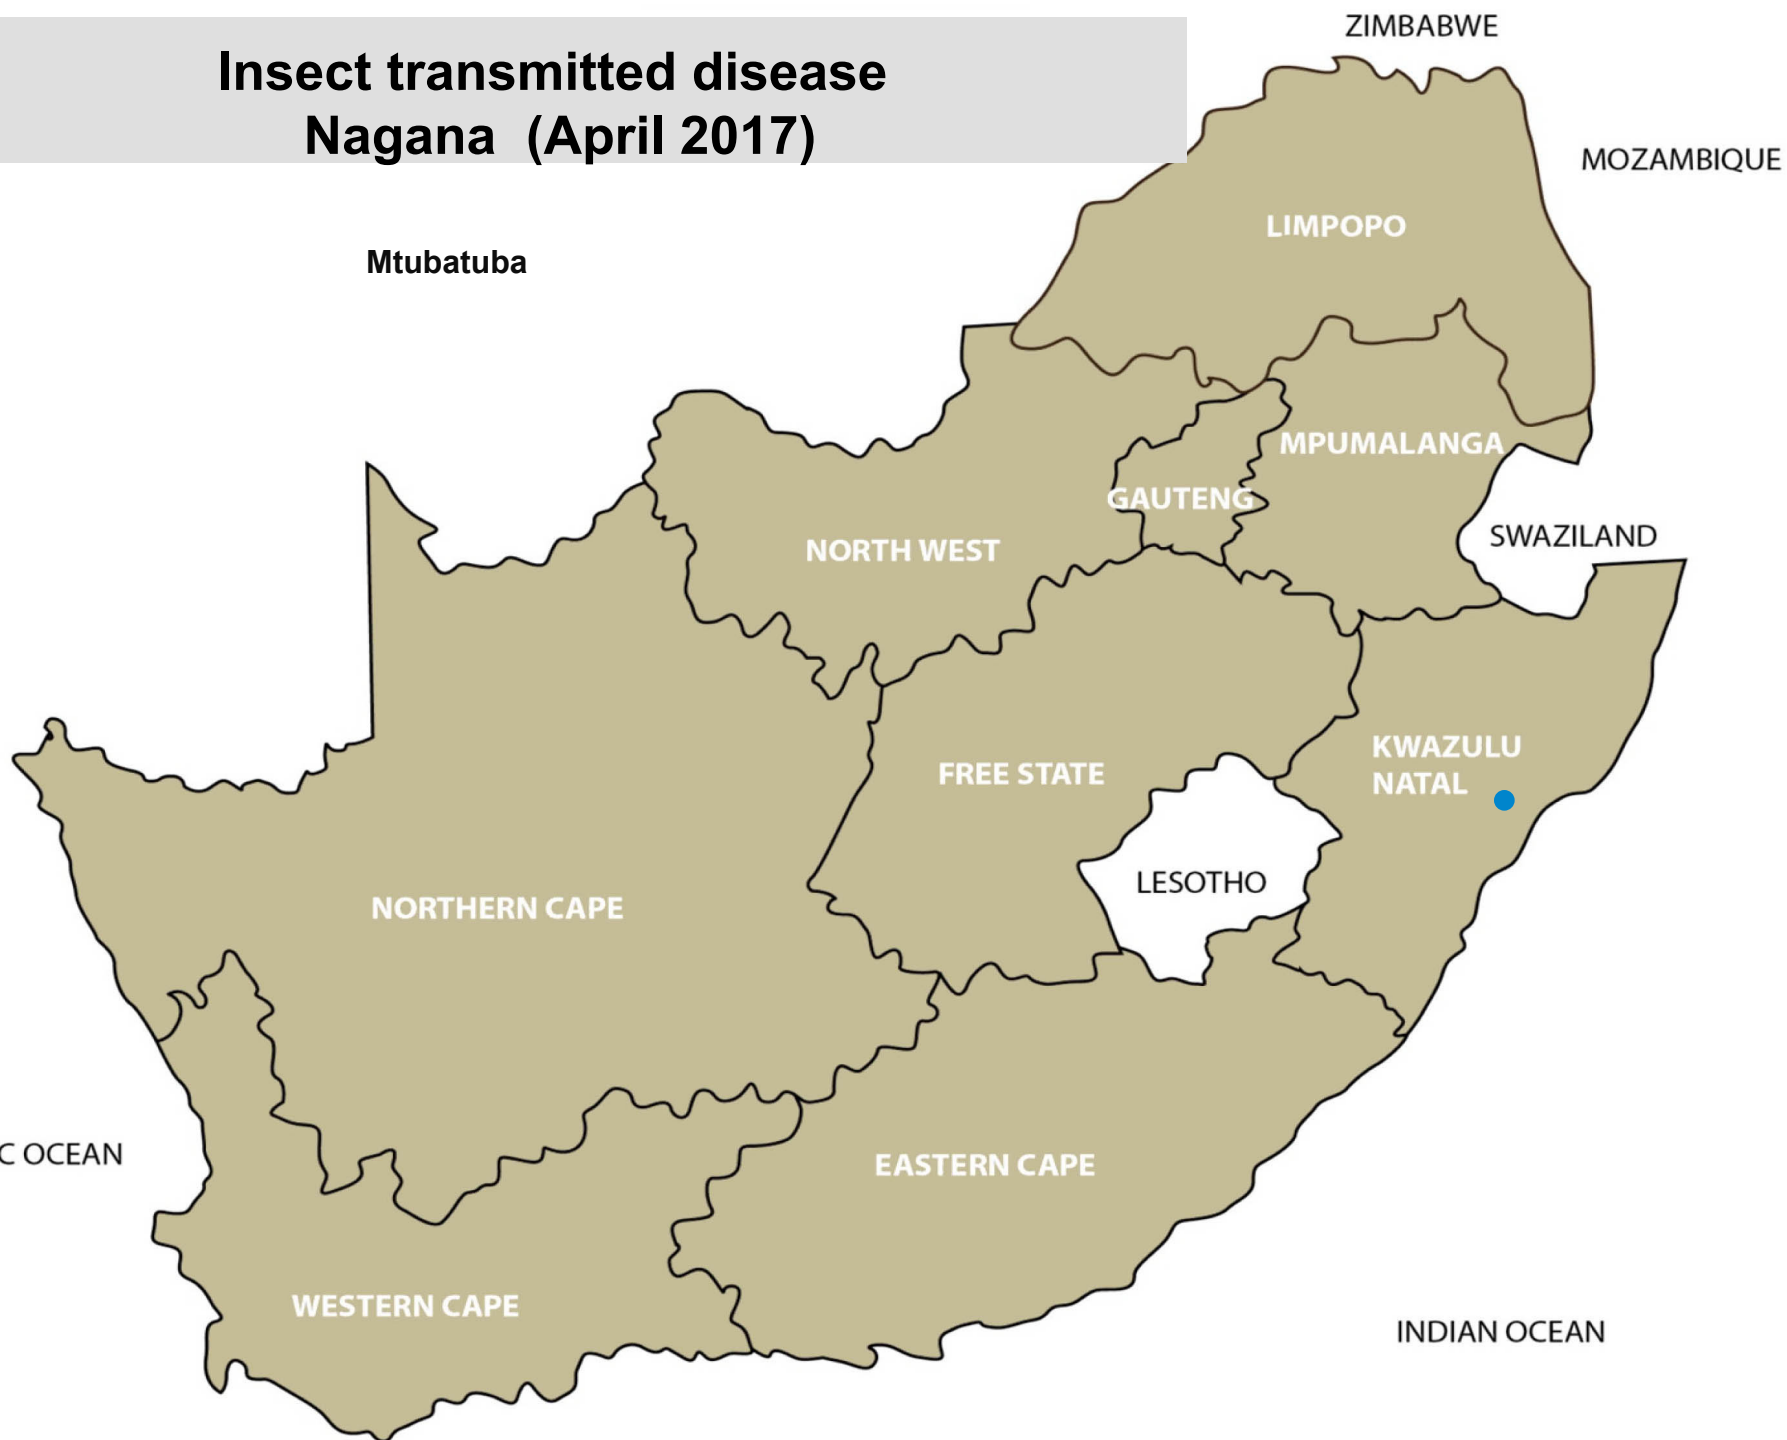 Insect transmitted disease
Nagana (April 2017)
ZIMBABWE
MOZAMBIQUE
LIMPOPO
Mtubatuba
MPUMALANGA
GAUTENG
SWAZILAND
NORTH WEST
KWAZULU
NATAL
FREE STATE
LESOTHO
NORTHERN CAPE
C OCEAN
EASTERN CAPE
WESTERN CAPE
INDIAN OCEAN